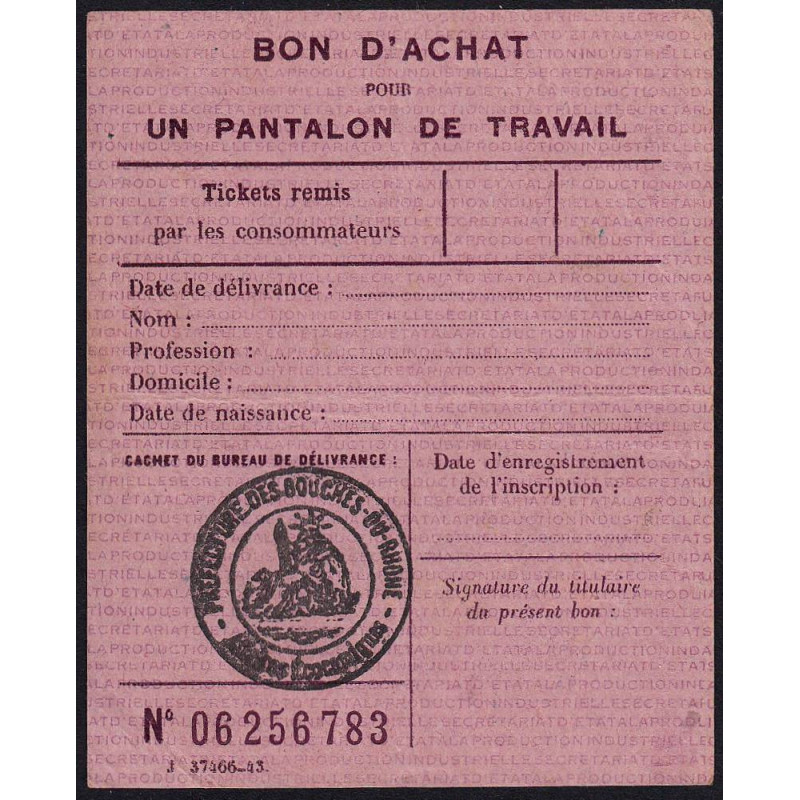 BON D'ACHAT
POUR
UN PANTALON DE TRAVAIL
Tickets remis
par les consommateurs
Date de délivrance :
Nom :
Profession :
Domicile :
Date de naissance :
CACHET DU BUREAU DE DÉLIVRANCE :
PRÉFECTURE DES BOUCHES-DU-RHONE
Économiques
Date d'enregistrement
de l'inscription :
Signature du titulaire
du présent bon :
Nº 06256783
J 37466-43.